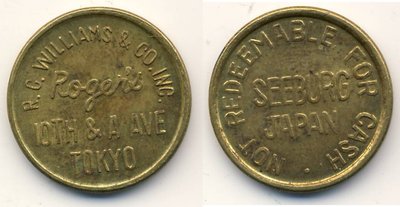 R. C. WILLIAMS & CO. INC.
Roger's
10TH & A AVE
TOKYO
NOT REDEEMABLE FOR CASH.
SEEBURG
JAPAN